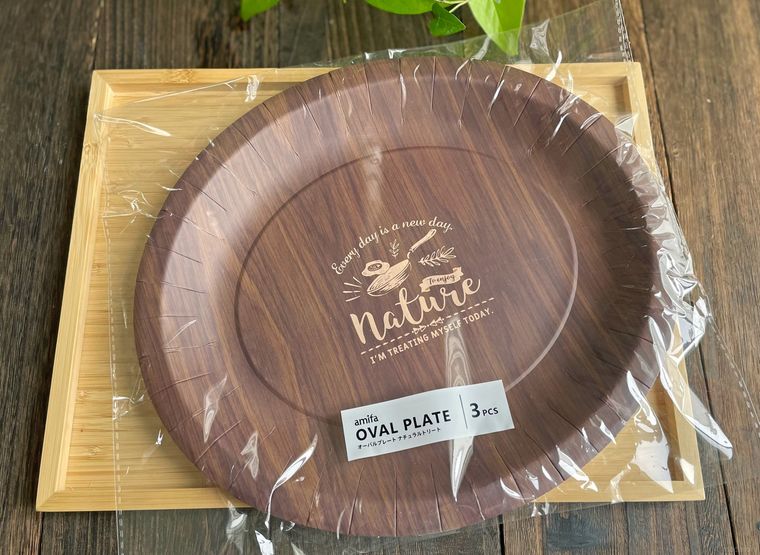 Every day is a new day.
To enjoy
Nature
I'M TREATING MYSELF TODAY.
amifa
OVAL PLATE 3 PCS
オーバルプレート ナチュラルトリート